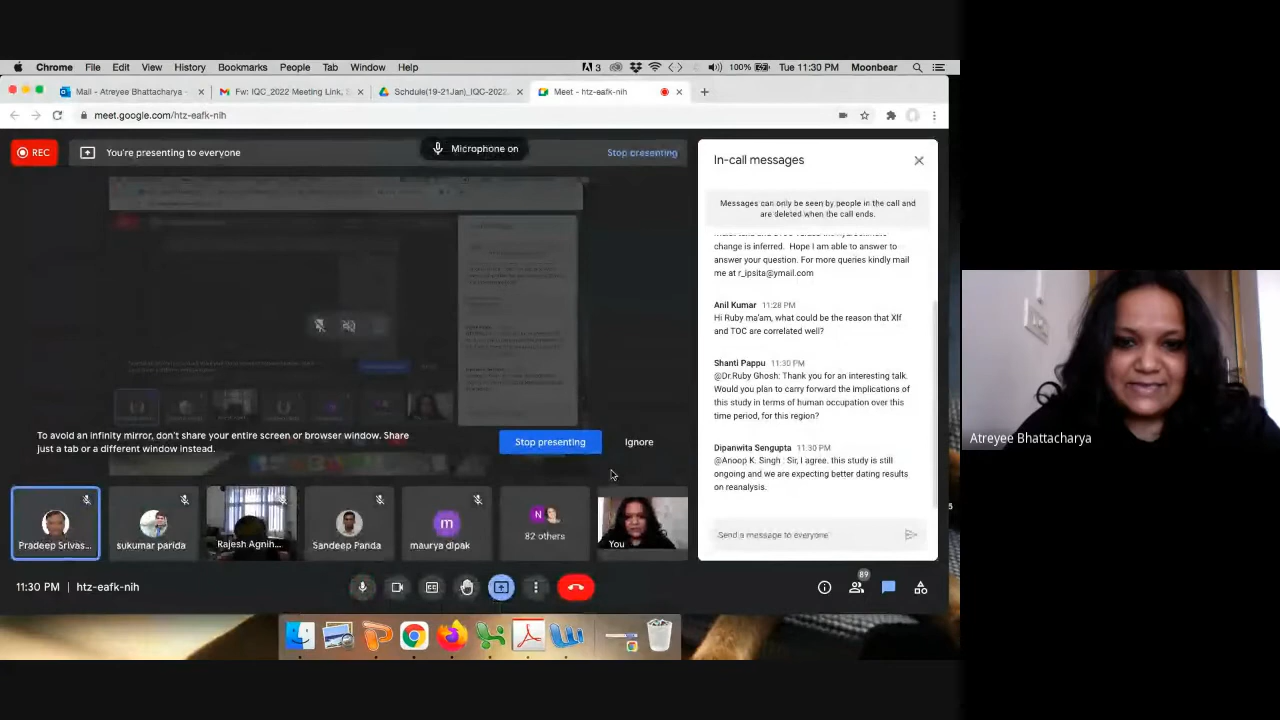 Chrome File Edit View History Bookmarks People Tab Window Help 3 100% Tue 11:30 PM Moonbear
Mail - Atreyee Bhattacharya - Fw: IQC_2022 Meeting Link, S Schdule(19-21Jan)_IQC-2022. Meet - htz-eafk-nih
meet.google.com/htz-eafk-nih
REC You're presenting to everyone Microphone on Stop presenting
In-call messages
Messages can only be seen by people in the call and
are deleted when the call ends.
change is inferred. Hope I am able to answer to
answer your question. For more queries kindly mail
me at r_ipsita@ymail.com
Anil Kumar 11:28 PM
Hi Ruby ma'am, what could be the reason that Xlf
and TOC are correlated well?
Shanti Pappu 11:30 PM
@Dr.Ruby Ghosh: Thank you for an interesting talk.
Would you plan to carry forward the implications of
this study in terms of human occupation over this
time period, for this region?
Dipanwita Sengupta 11:30 PM
@Anoop K. Singh : Sir, I agree. this study is still
ongoing and we are expecting better dating results
on reanalysis.
Send a message to everyone
To avoid an infinity mirror, don't share your entire screen or browser window. Share
just a tab or a different window instead.
Stop presenting Ignore
Pradeep Srivas... sukumar parida Rajesh Agnih... Sandeep Panda m maurya dipak N 82 others You
11:30 PM | htz-eafk-nih 89
Atreyee Bhattacharya